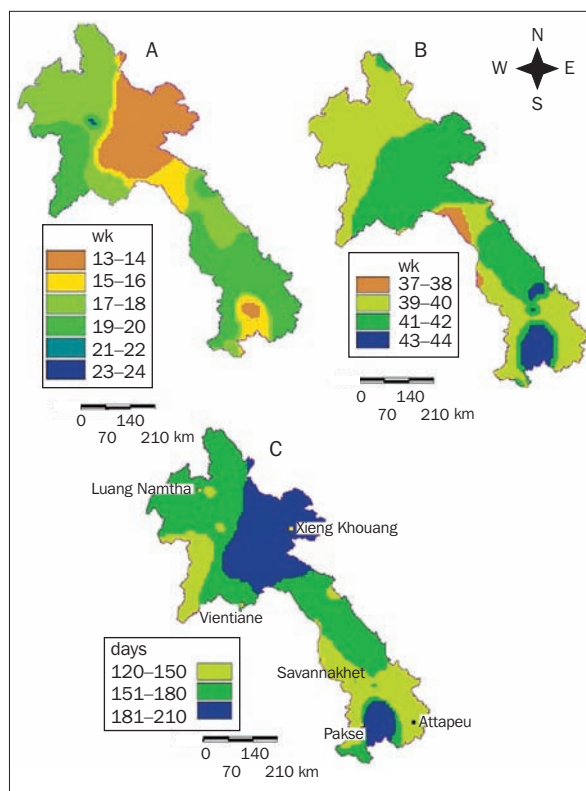 A
B
N
W E
S
wk
13–14
15–16
17–18
19–20
21–22
23–24
wk
37–38
39–40
41–42
43–44
0 140
70 210 km
0 140
70 210 km
C
Luang Namtha
Xieng Khouang
Vientiane
days
120–150
151–180
181–210
Savannakhet
Pakse
Attapeu
0 140
70 210 km